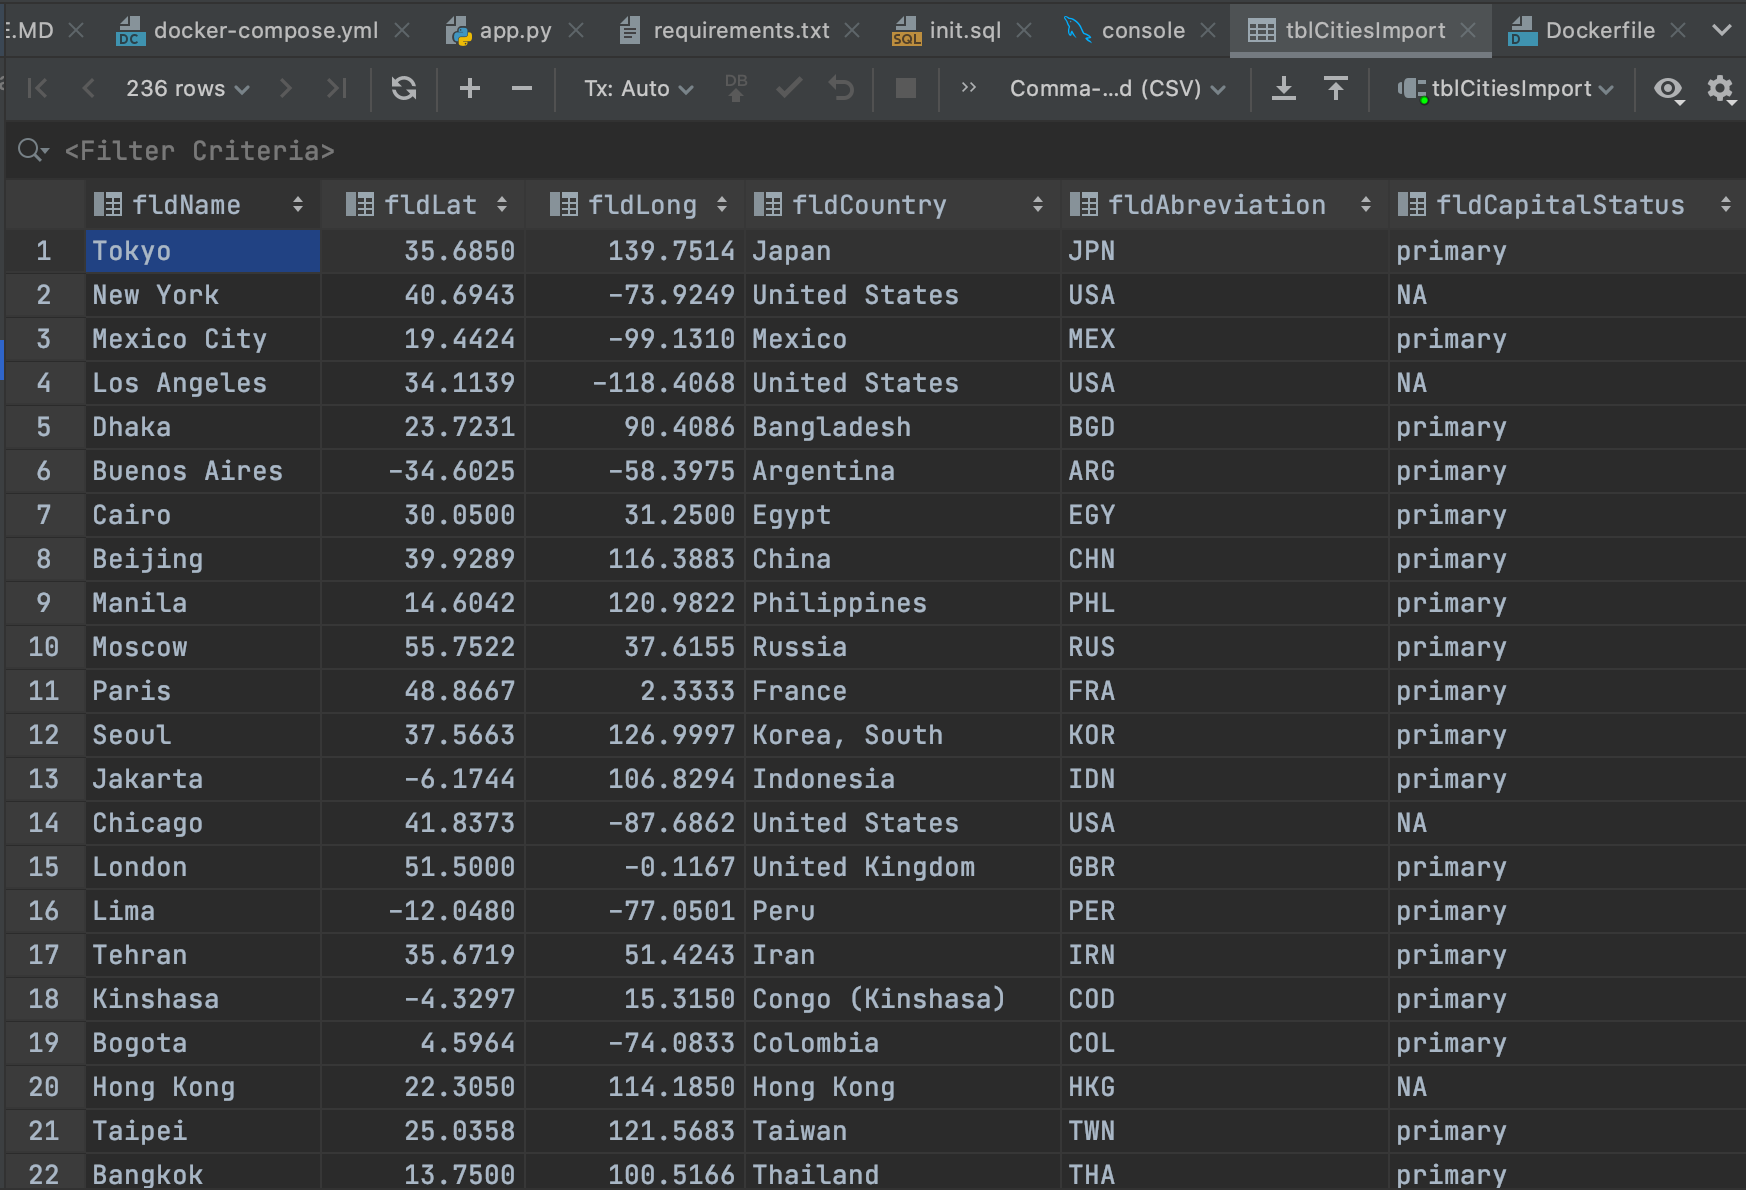 E.MD docker-compose.yml app.py requirements.txt init.sql console tblCitiesImport Dockerfile
236 rows Tx: Auto DB Comma-...d (CSV) tblCitiesImport
<Filter Criteria>
fldName fldLat fldLong fldCountry fldAbreviation fldCapitalStatus
1 Tokyo 35.6850 139.7514 Japan JPN primary
2 New York 40.6943 -73.9249 United States USA NA
3 Mexico City 19.4424 -99.1310 Mexico MEX primary
4 Los Angeles 34.1139 -118.4068 United States USA NA
5 Dhaka 23.7231 90.4086 Bangladesh BGD primary
6 Buenos Aires -34.6025 -58.3975 Argentina ARG primary
7 Cairo 30.0500 31.2500 Egypt EGY primary
8 Beijing 39.9289 116.3883 China CHN primary
9 Manila 14.6042 120.9822 Philippines PHL primary
10 Moscow 55.7522 37.6155 Russia RUS primary
11 Paris 48.8667 2.3333 France FRA primary
12 Seoul 37.5663 126.9997 Korea, South KOR primary
13 Jakarta -6.1744 106.8294 Indonesia IDN primary
14 Chicago 41.8373 -87.6862 United States USA NA
15 London 51.5000 -0.1167 United Kingdom GBR primary
16 Lima -12.0480 -77.0501 Peru PER primary
17 Tehran 35.6719 51.4243 Iran IRN primary
18 Kinshasa -4.3297 15.3150 Congo (Kinshasa) COD primary
19 Bogota 4.5964 -74.0833 Colombia COL primary
20 Hong Kong 22.3050 114.1850 Hong Kong HKG NA
21 Taipei 25.0358 121.5683 Taiwan TWN primary
22 Bangkok 13.7500 100.5166 Thailand THA primary